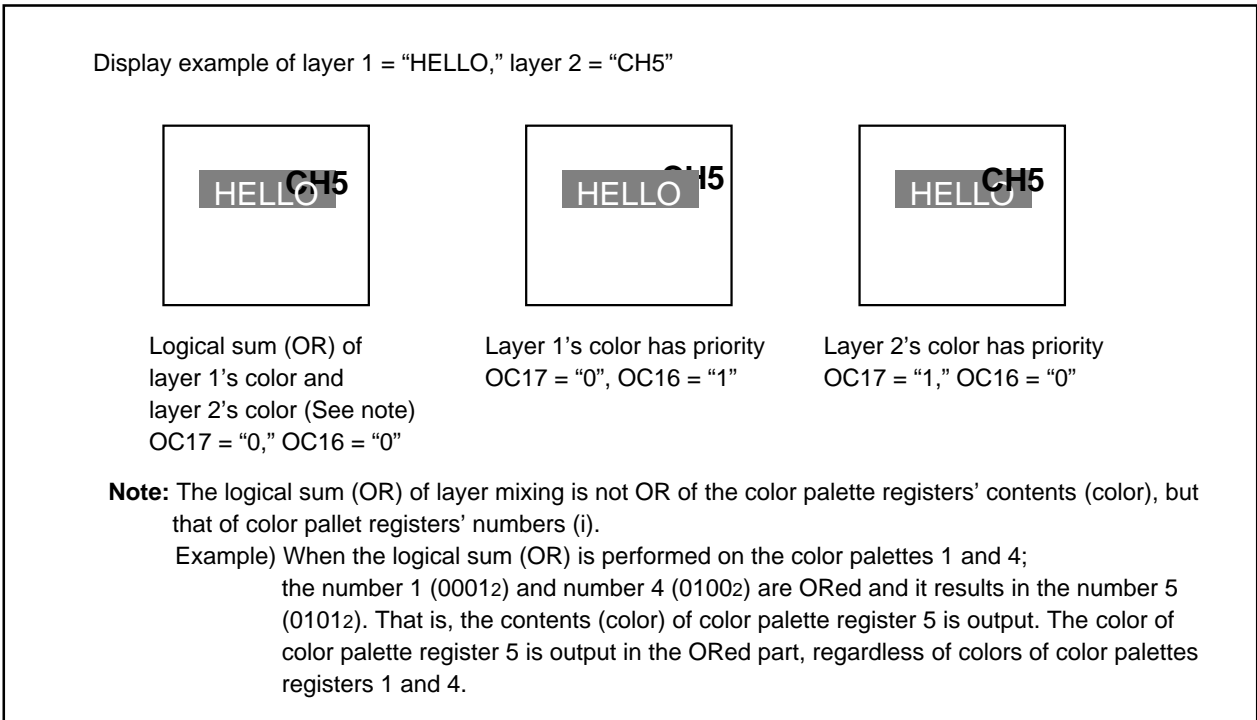 Display example of layer 1 = “HELLO,” layer 2 = “CH5”
HELLO CH5
HELLO CH5
HELLO CH5
Logical sum (OR) of
layer 1’s color and
layer 2’s color (See note)
OC17 = “0,” OC16 = “0”
Layer 1’s color has priority
OC17 = “0”, OC16 = “1”
Layer 2’s color has priority
OC17 = “1,” OC16 = “0”
Note: The logical sum (OR) of layer mixing is not OR of the color palette registers’ contents (color), but
that of color pallet registers’ numbers (i).
Example) When the logical sum (OR) is performed on the color palettes 1 and 4;
the number 1 (00012) and number 4 (01002) are ORed and it results in the number 5
(01012). That is, the contents (color) of color palette register 5 is output. The color of
color palette register 5 is output in the ORed part, regardless of colors of color palettes
registers 1 and 4.